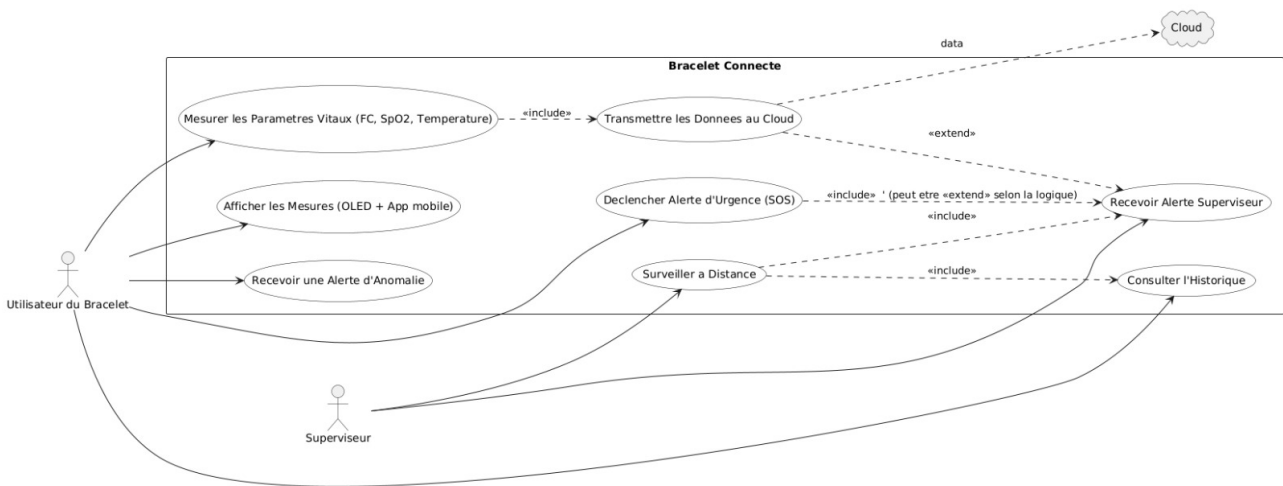 Cloud
data
Bracelet Connecte
Mesurer les Parametres Vitaux (FC, SpO2, Temperature)
«include»
Transmettre les Donnees au Cloud
«extend»
Afficher les Mesures (OLED + App mobile)
Declencher Alerte d'Urgence (SOS)
«include» ' (peut etre «extend» selon la logique)
Recevoir Alerte Superviseur
«include»
Recevoir une Alerte d'Anomalie
Surveiller a Distance
«include»
Consulter l'Historique
Utilisateur du Bracelet
Superviseur